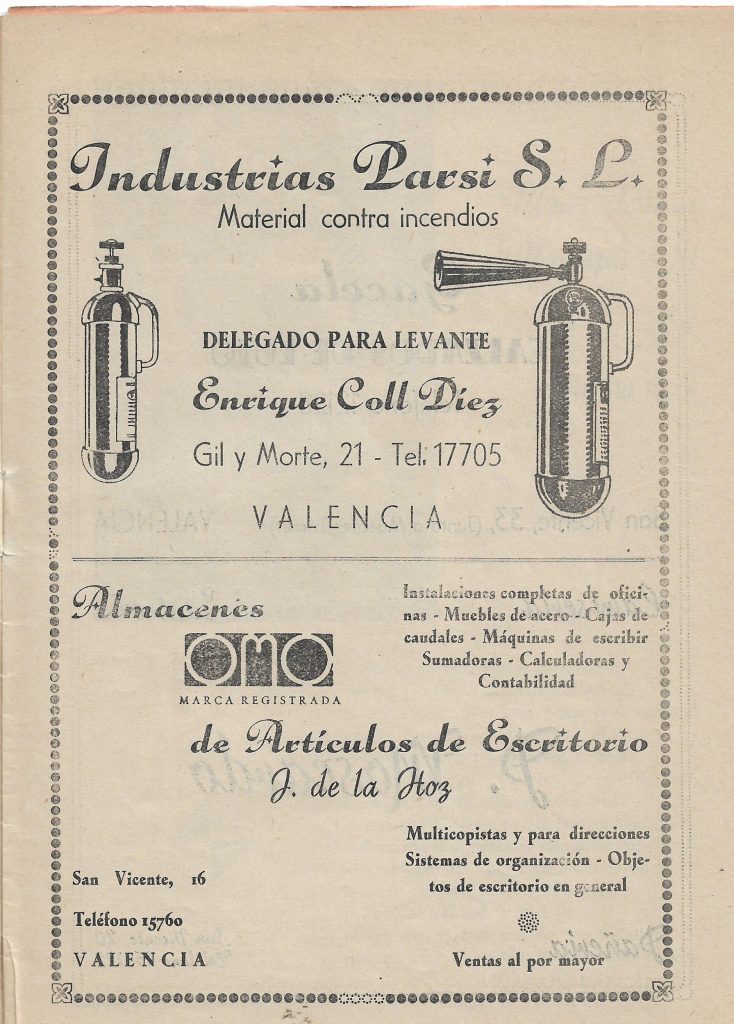 Industrias Parsi S. L.
Material contra incendios
DELEGADO PARA LEVANTE
Enrique Coll Díez
Gil y Morte, 21 - Tel. 17705
VALENCIA
Almacenes
OMO
MARCA REGISTRADA
Instalaciones completas de ofici-
nas - Muebles de acero - Cajas de
caudales - Máquinas de escribir
Sumadoras - Calculadoras y
Contabilidad
de Artículos de Escritorio
J. de la Hoz
Multicopistas y para direcciones
Sistemas de organización - Obje-
tos de escritorio en general
San Vicente, 16
Teléfono 15760
VALENCIA
Ventas al por mayor